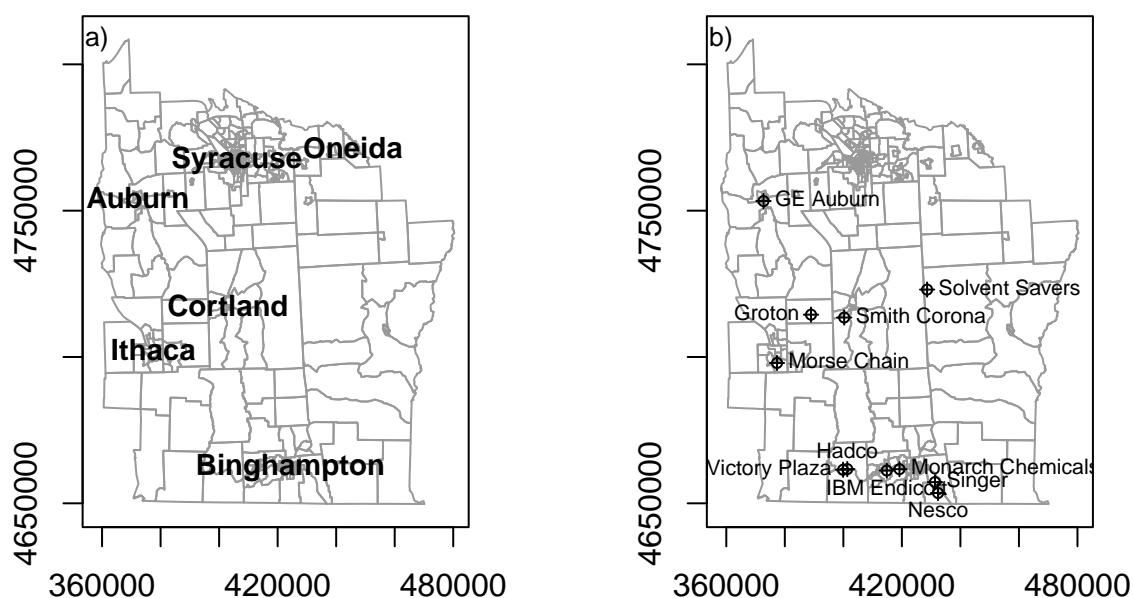 a)
Syracuse
Oneida
Auburn
Cortland
Ithaca
Binghampton
4750000
4650000
360000 420000 480000
b)
GE Auburn
Solvent Savers
Groton
Smith Corona
Morse Chain
Hadco
Victory Plaza
Monarch Chemicals
IBM Endicott
Singer
Nesco
4750000
4650000
360000 420000 480000